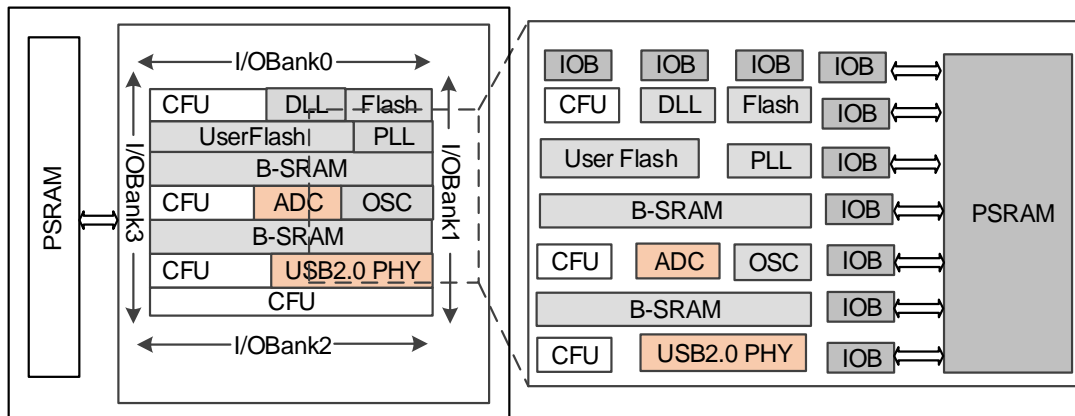 PSRAM
I/OBank0
I/OBank3
CFU DLL Flash
UserFlash PLL
B-SRAM
CFU ADC OSC
B-SRAM
CFU USB2.0 PHY
CFU
I/OBank1
I/OBank2
IOB IOB IOB IOB
CFU DLL Flash IOB
User Flash PLL IOB
B-SRAM IOB
CFU ADC OSC IOB
B-SRAM IOB
CFU USB2.0 PHY IOB
PSRAM